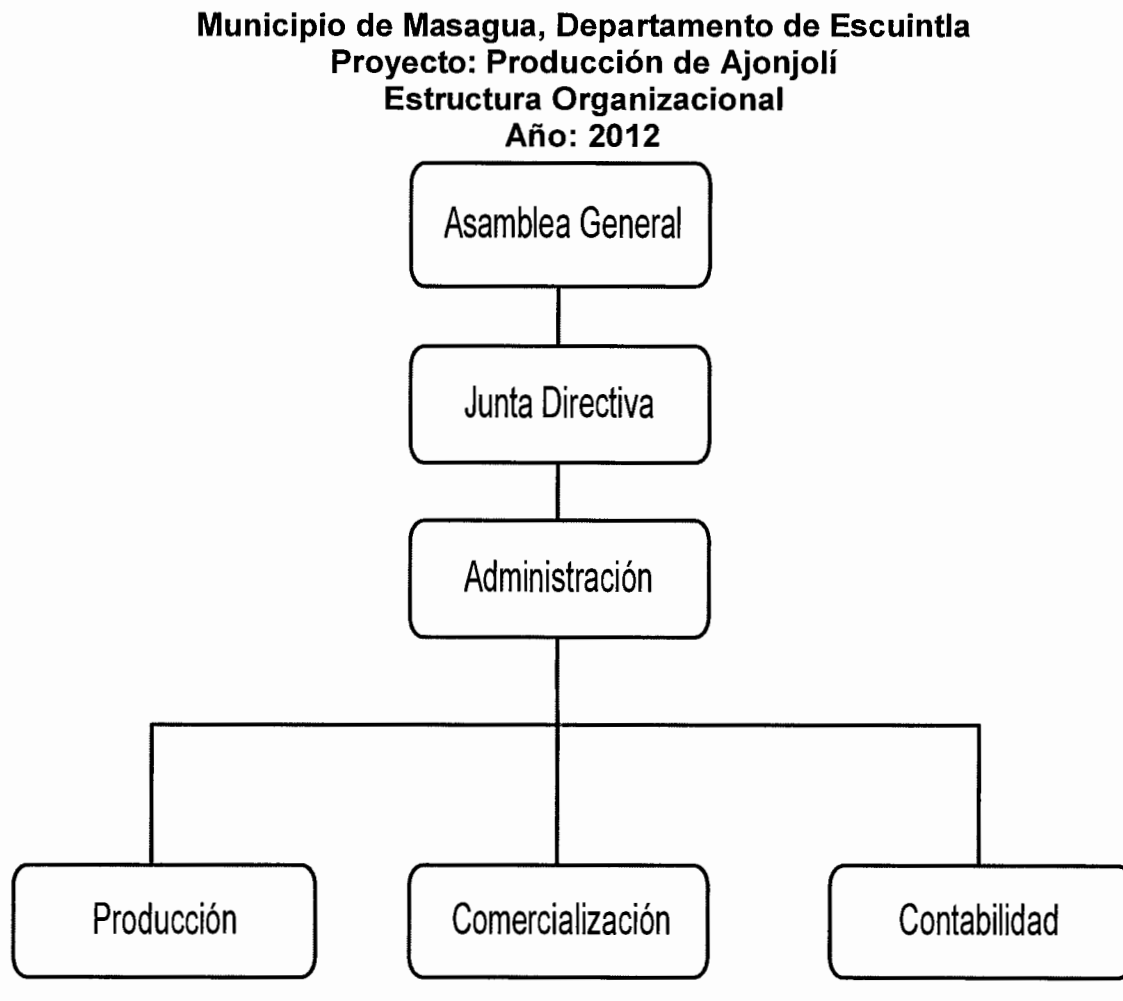 Municipio de Masagua, Departamento de Escuintla
Proyecto: Producción de Ajonjolí
Estructura Organizacional
Año: 2012
Asamblea General
Junta Directiva
Administración
Producción
Comercialización
Contabilidad